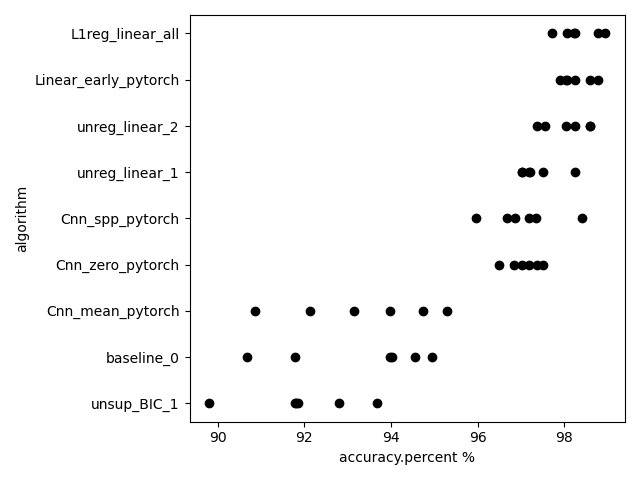 L1reg_linear_all
Linear_early_pytorch
unreg_linear_2
unreg_linear_1
Cnn_spp_pytorch
Cnn_zero_pytorch
Cnn_mean_pytorch
baseline_0
unsup_BIC_1
algorithm
90 92 94 96 98
accuracy.percent %